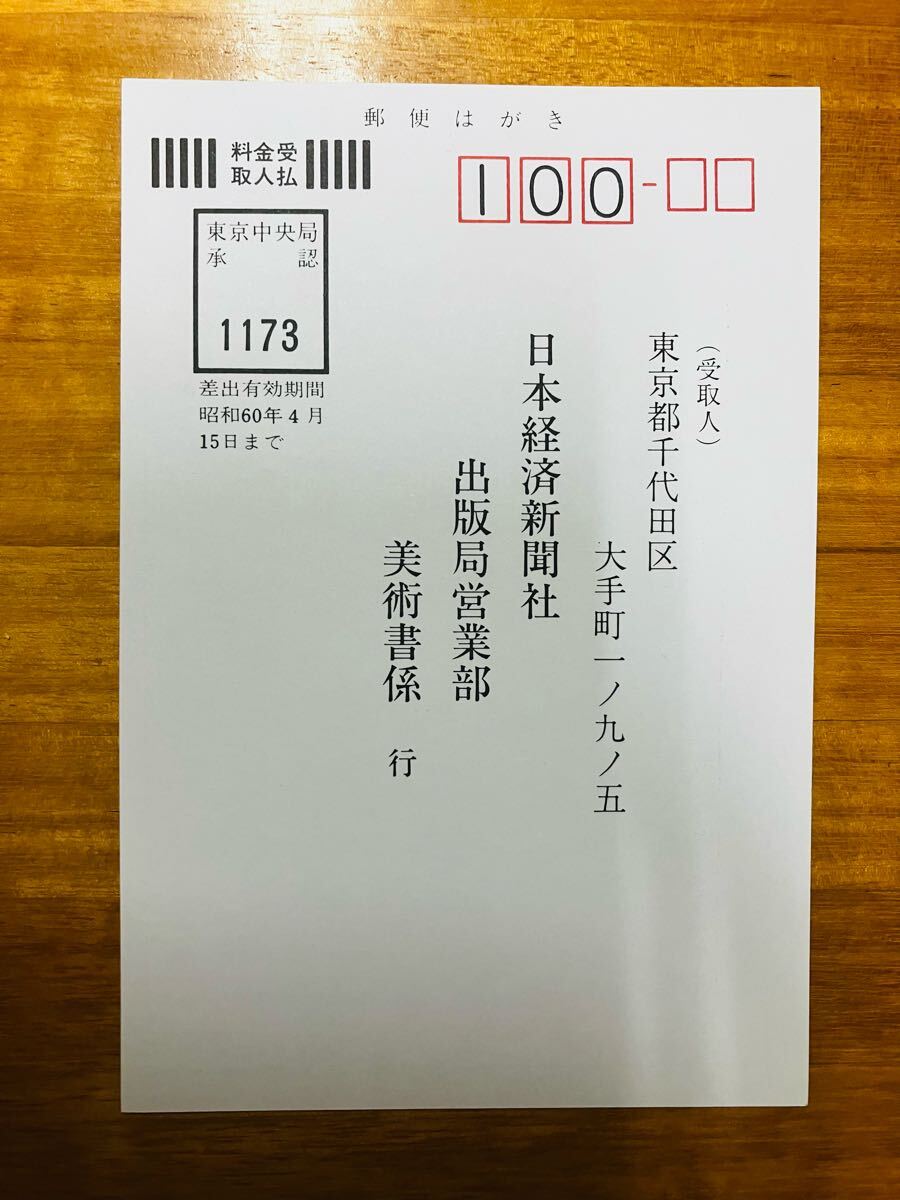 郵便はがき
料金受
取人払
100-
東京中央局
承認
1173
差出有効期間
昭和60年4月
15日まで
（受取人）
東京都千代田区
大手町一ノ九ノ五
日本経済新聞社
出版局営業部
美術書係 行